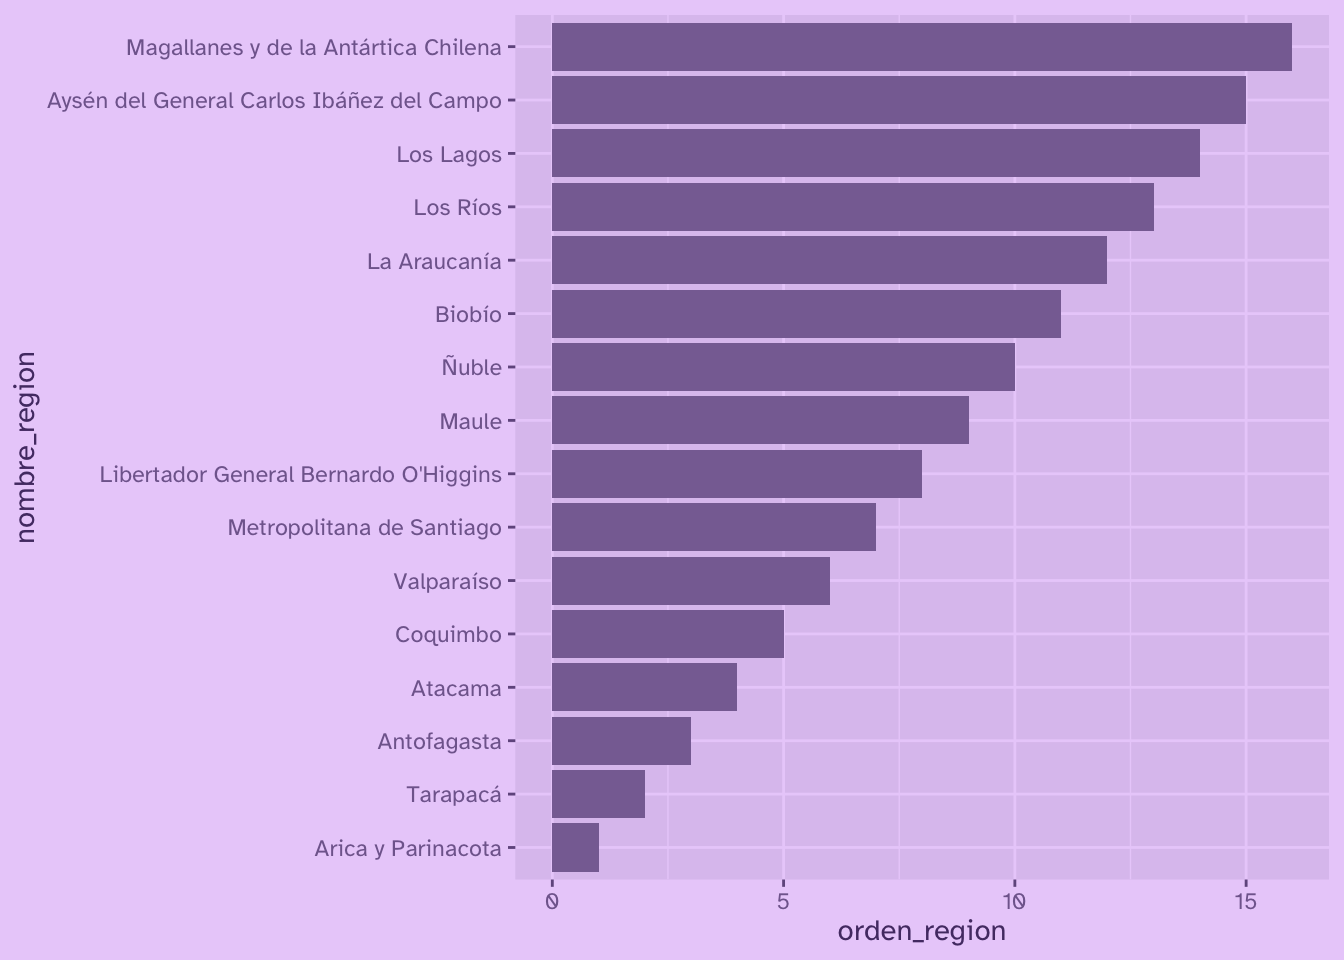 Magallanes y de la Antártica Chilena
Aysén del General Carlos Ibáñez del Campo
Los Lagos
Los Ríos
La Araucanía
Biobío
Ñuble
Maule
Libertador General Bernardo O'Higgins
Metropolitana de Santiago
Valparaíso
Coquimbo
Atacama
Antofagasta
Tarapacá
Arica y Parinacota
nombre_region
0 5 10 15
orden_region